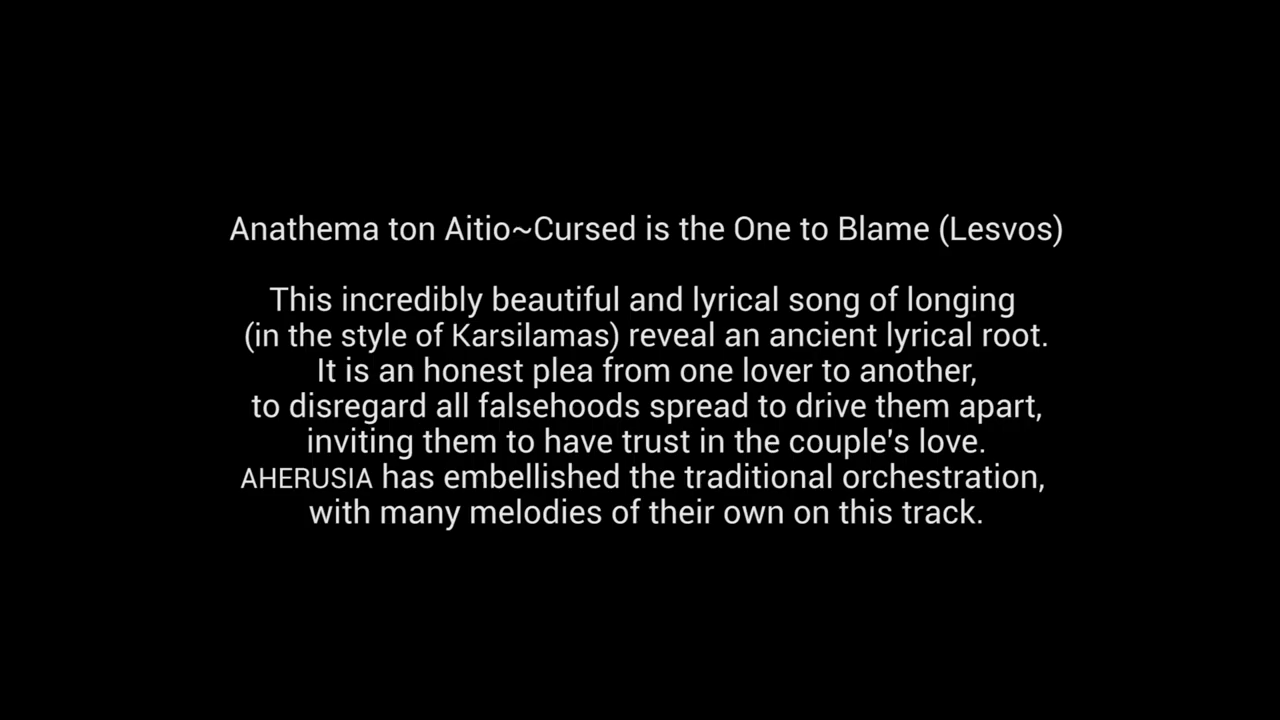 Anathema ton Aitio~Cursed is the One to Blame (Lesvos)
This incredibly beautiful and lyrical song of longing
(in the style of Karsilamas) reveal an ancient lyrical root.
It is an honest plea from one lover to another,
to disregard all falsehoods spread to drive them apart,
inviting them to have trust in the couple's love.
AHERUSIA has embellished the traditional orchestration,
with many melodies of their own on this track.